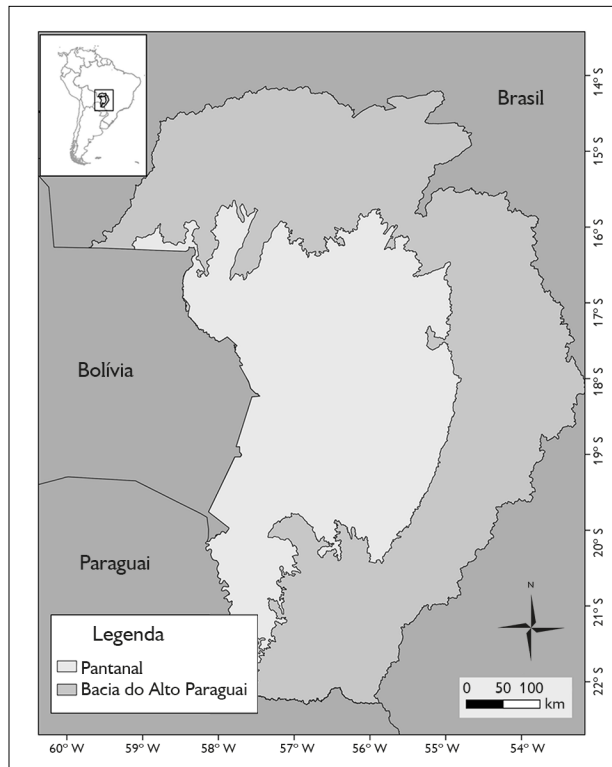 Brasil
14° S
15° S
16° S
17° S
18° S
19° S
20° S
21° S
22° S
Bolívia
Paraguai
N
Legenda
Pantanal
Bacia do Alto Paraguai
0 50 100
km
60° W 59° W 58° W 57° W 56° W 55° W 54° W